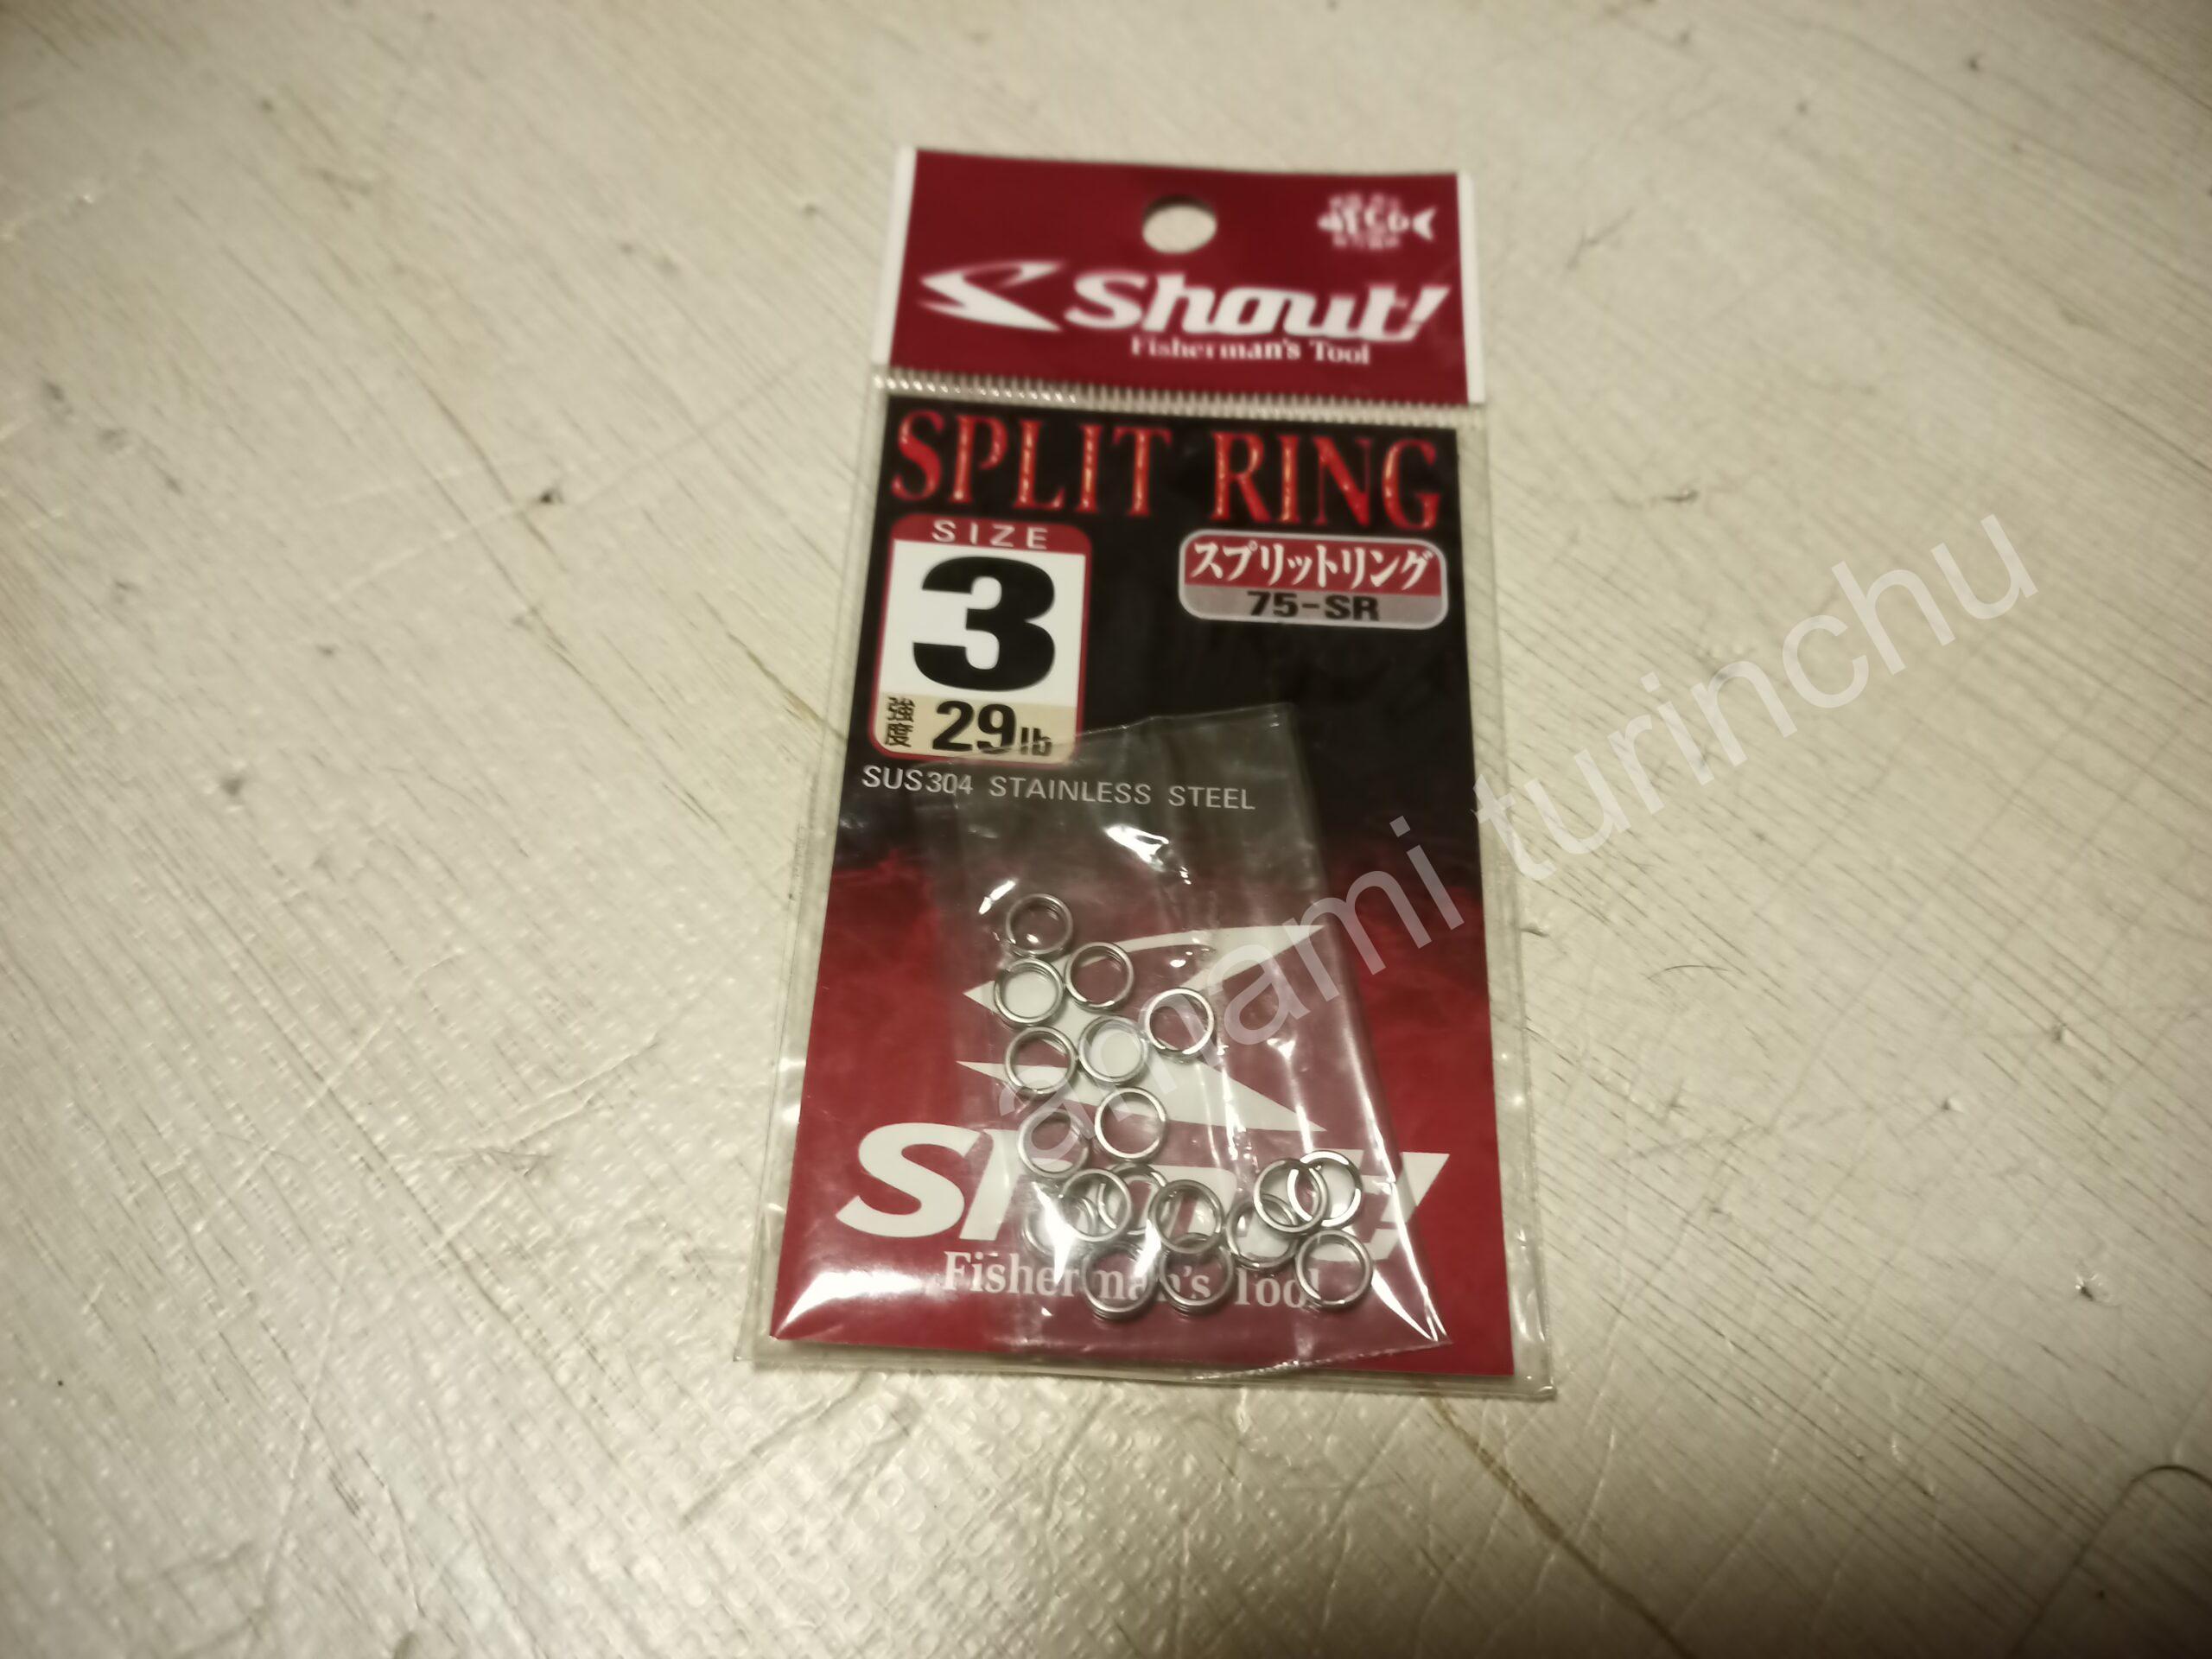 ECO
Shout!
Fisherman's Tool
SPLIT RING
SIZE
3
強度 29lb
スプリットリング
75-SR
SUS304 STAINLESS STEEL
Fisherman's Tool
amami turinchu